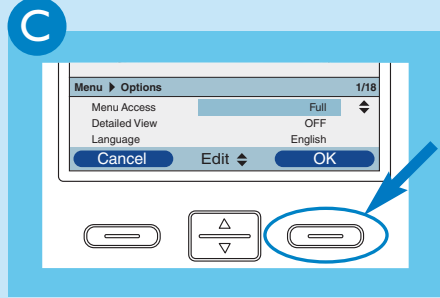 C
Menu Options 1/18
Menu Access Full
Detailed View OFF
Language English
Cancel Edit OK